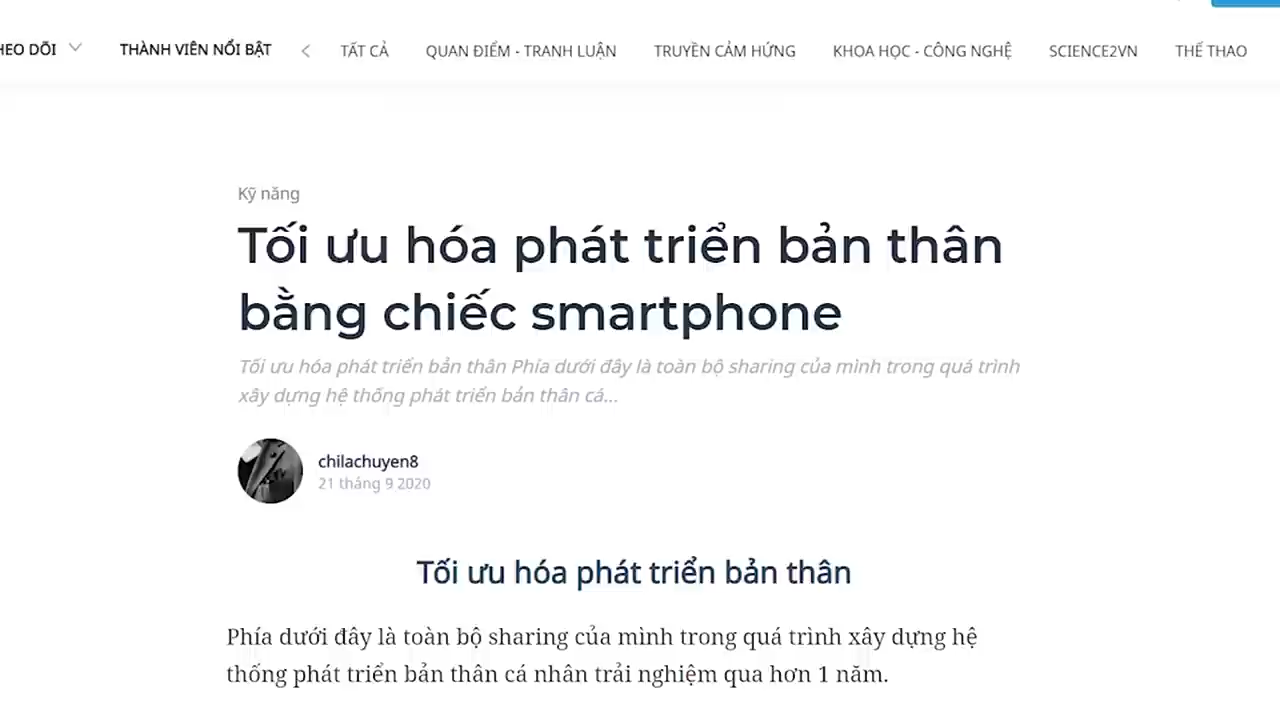 HEO DÕI THÀNH VIÊN NỔI BẬT TẤT CẢ QUAN ĐIỂM - TRANH LUẬN TRUYỀN CẢM HỨNG KHOA HỌC - CÔNG NGHỆ SCIENCE2VN THỂ THAO
Kỹ năng
Tối ưu hóa phát triển bản thân
bằng chiếc smartphone
Tối ưu hóa phát triển bản thân Phía dưới đây là toàn bộ sharing của mình trong quá trình
xây dựng hệ thống phát triển bản thân cá...
chilachuyen8
21 tháng 9 2020
Tối ưu hóa phát triển bản thân
Phía dưới đây là toàn bộ sharing của mình trong quá trình xây dựng hệ
thống phát triển bản thân cá nhân trải nghiệm qua hơn 1 năm.